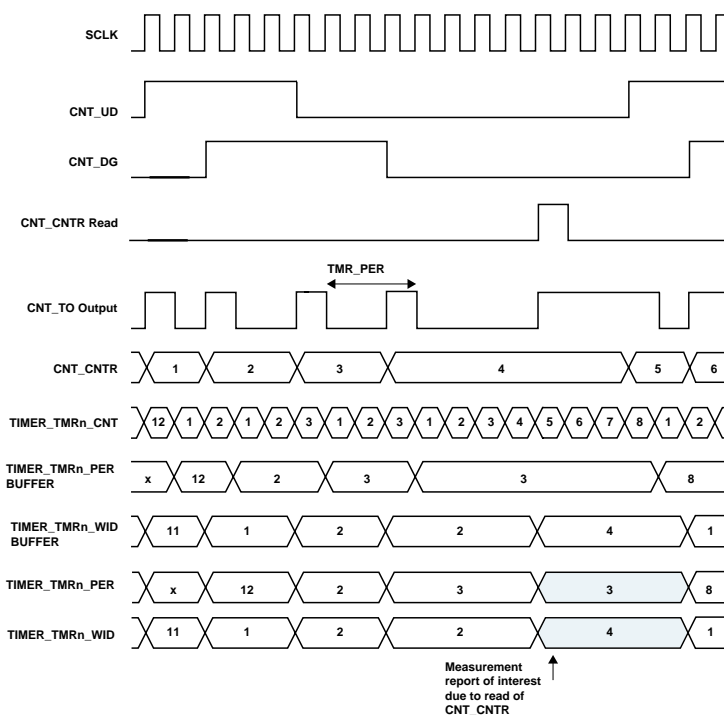 SCLK
CNT_UD
CNT_DG
CNT_CNTR Read
TMR_PER
CNT_TO Output
CNT_CNTR 1 2 3 4 5 6
TIMER_TMRn_CNT 12 1 2 1 2 3 1 2 3 1 2 3 4 5 6 7 8 1 2
TIMER_TMRn_PER
BUFFER x 12 2 3 3 8
TIMER_TMRn_WID
BUFFER 11 1 2 2 4 1
TIMER_TMRn_PER x 12 2 3 3 8
TIMER_TMRn_WID 11 1 2 2 4 1
Measurement
report of interest
due to read of
CNT_CNTR